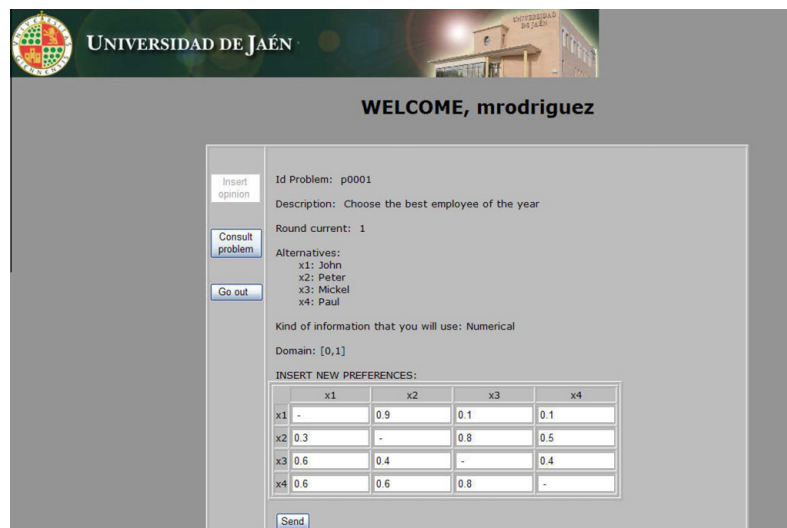 UNIVERSIDAD DE JAÉN
UNIVERSIDAD
DE JAÉN
WELCOME, mrodriguez
Insert
opinion
Consult
problem
Go out
Id Problem: p0001
Description: Choose the best employee of the year
Round current: 1
Alternatives:
x1: John
x2: Peter
x3: Mickel
x4: Paul
Kind of information that you will use: Numerical
Domain: [0,1]
INSERT NEW PREFERENCES:
x1 x2 x3 x4
x1 - 0.9 0.1 0.1
x2 0.3 - 0.8 0.5
x3 0.6 0.4 - 0.4
x4 0.6 0.6 0.8 -
Send